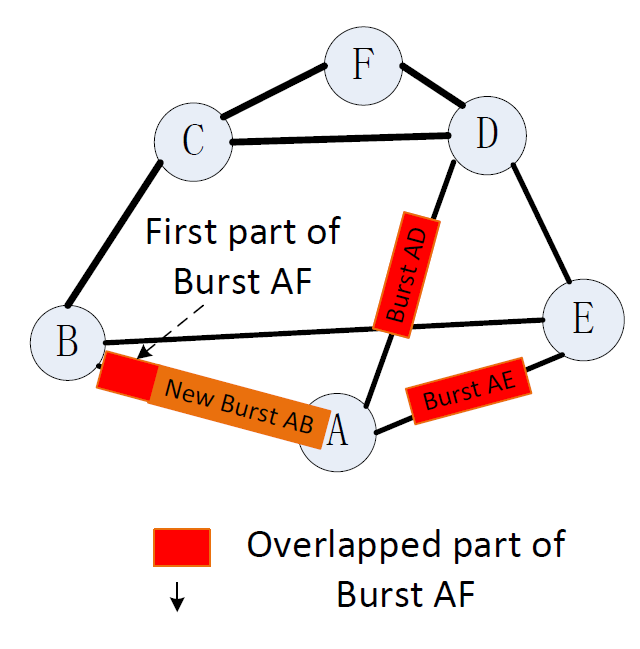 F
C
D
First part of
Burst AF
Burst AD
B
E
Burst AE
New Burst AB
A
Overlapped part of
Burst AF